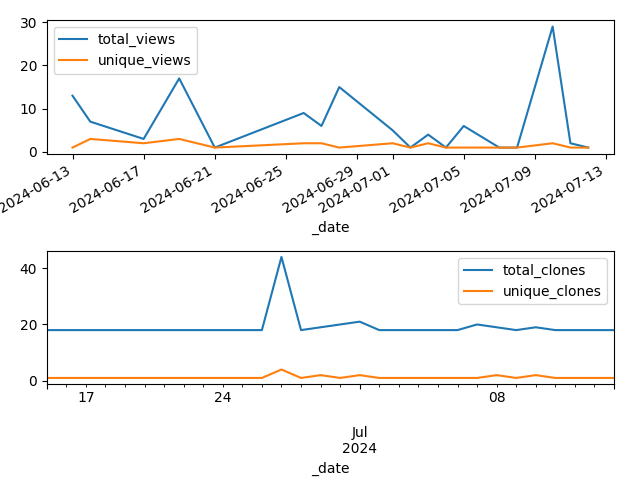 30
total_views
unique_views
20
10
0
2024-06-13
2024-06-17
2024-06-21
2024-06-25
2024-06-29
2024-07-01
2024-07-05
2024-07-09
2024-07-13
_date
40
total_clones
unique_clones
20
0
17
24
Jul
2024
08
_date